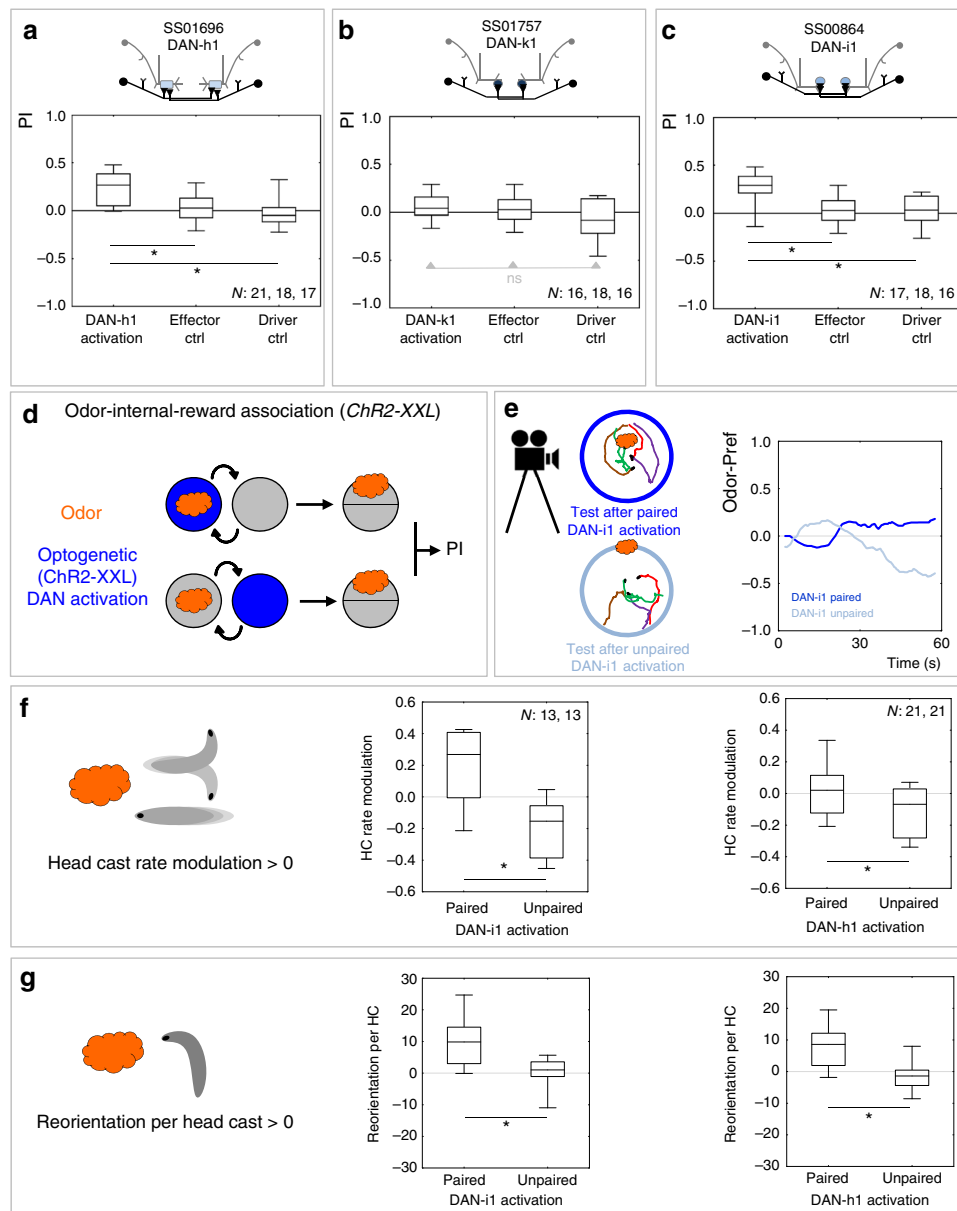 a
SS01696
DAN-h1
PI
1.0
0.5
0.0
−0.5
−1.0
*
*
N: 21, 18, 17
DAN-h1 activation
Effector ctrl
Driver ctrl
b
SS01757
DAN-k1
PI
1.0
0.5
0.0
−0.5
−1.0
ns
N: 16, 18, 16
DAN-k1 activation
Effector ctrl
Driver ctrl
c
SS00864
DAN-i1
PI
1.0
0.5
0.0
−0.5
−1.0
*
*
N: 17, 18, 16
DAN-i1 activation
Effector ctrl
Driver ctrl
d
Odor-internal-reward association (ChR2-XXL)
Odor
Optogenetic
(ChR2-XXL)
DAN activation
PI
e
Test after paired
DAN-i1 activation
Test after unpaired
DAN-i1 activation
Odor-Pref
1.0
0.5
0.0
−0.5
−1.0
DAN-i1 paired
DAN-i1 unpaired
0
30
60
Time (s)
f
Head cast rate modulation > 0
HC rate modulation
0.6
0.4
0.2
0.0
−0.2
−0.4
−0.6
N: 13, 13
*
Paired
Unpaired
DAN-i1 activation
HC rate modulation
0.6
0.4
0.2
0.0
−0.2
−0.4
−0.6
N: 21, 21
*
Paired
Unpaired
DAN-h1 activation
g
Reorientation per head cast > 0
Reorientation per HC
30
20
10
0
−10
−20
−30
*
Paired
Unpaired
DAN-i1 activation
Reorientation per HC
30
20
10
0
−10
−20
−30
*
Paired
Unpaired
DAN-h1 activation